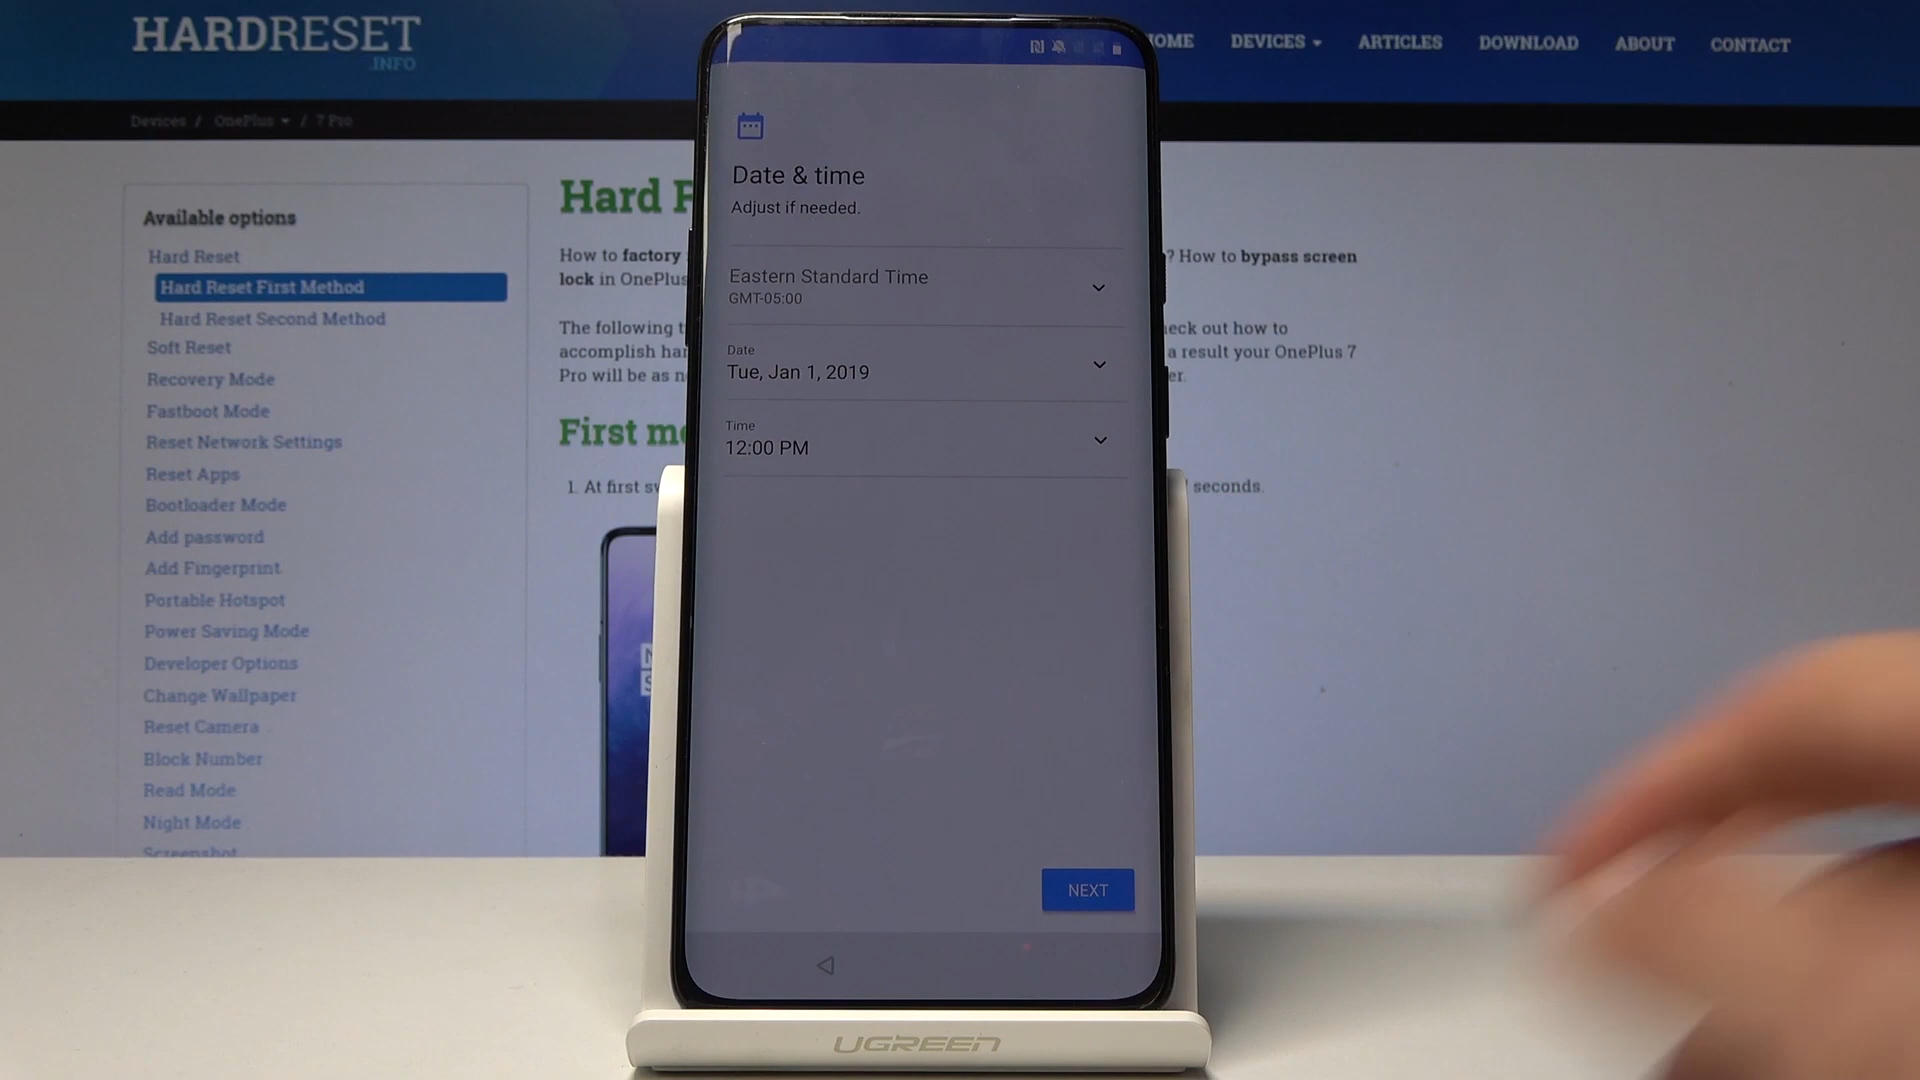 HARDRESET
.INFO
HOME DEVICES ARTICLES DOWNLOAD ABOUT CONTACT
Devices / OnePlus / 7 Pro
Available options
Hard Reset
Hard Reset First Method
Hard Reset Second Method
Soft Reset
Recovery Mode
Fastboot Mode
Reset Network Settings
Reset Apps
Bootloader Mode
Add password
Add Fingerprint
Portable Hotspot
Power Saving Mode
Developer Options
Change Wallpaper
Reset Camera
Block Number
Read Mode
Night Mode
Screenshot
Hard
How to factory ? How to bypass screen
lock in OnePlus
The following check out how to
accomplish a result your OnePlus 7
Pro will be as
First
1. At first seconds.
Date & time
Adjust if needed.
Eastern Standard Time
GMT-05:00
Date
Tue, Jan 1, 2019
Time
12:00 PM
NEXT
UGREEN